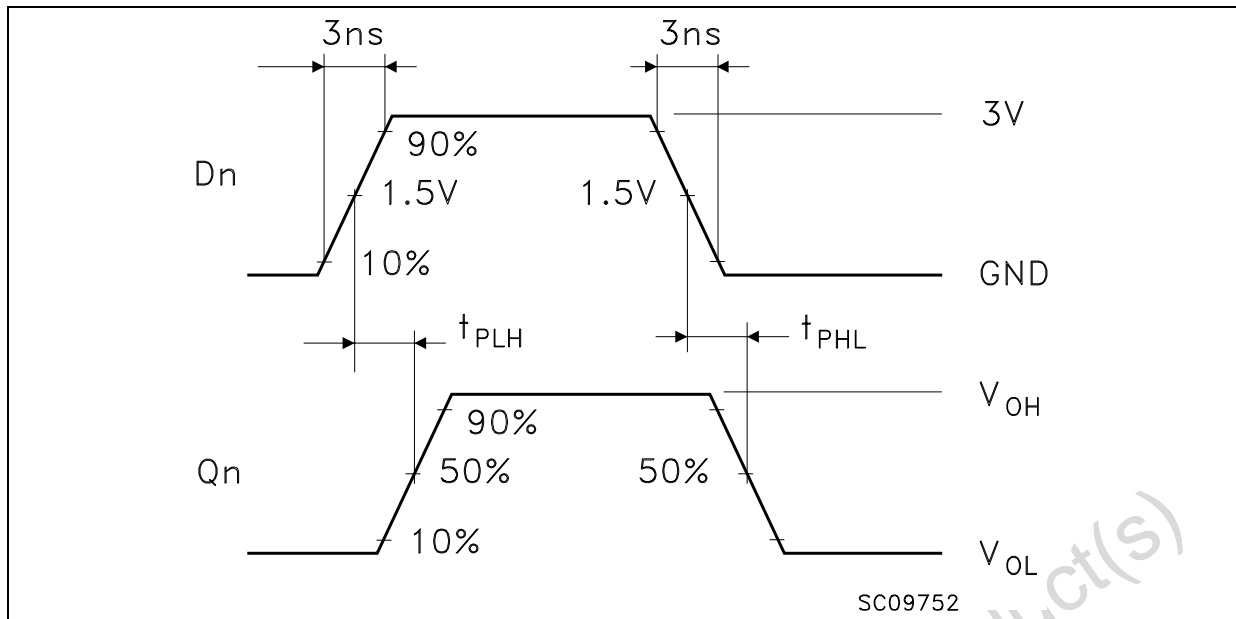 3ns 3ns
3V
90%
Dn
1.5V 1.5V
10%
GND
tPLH tPHL
VOH
90%
Qn 50% 50%
10%
VOL
SC09752